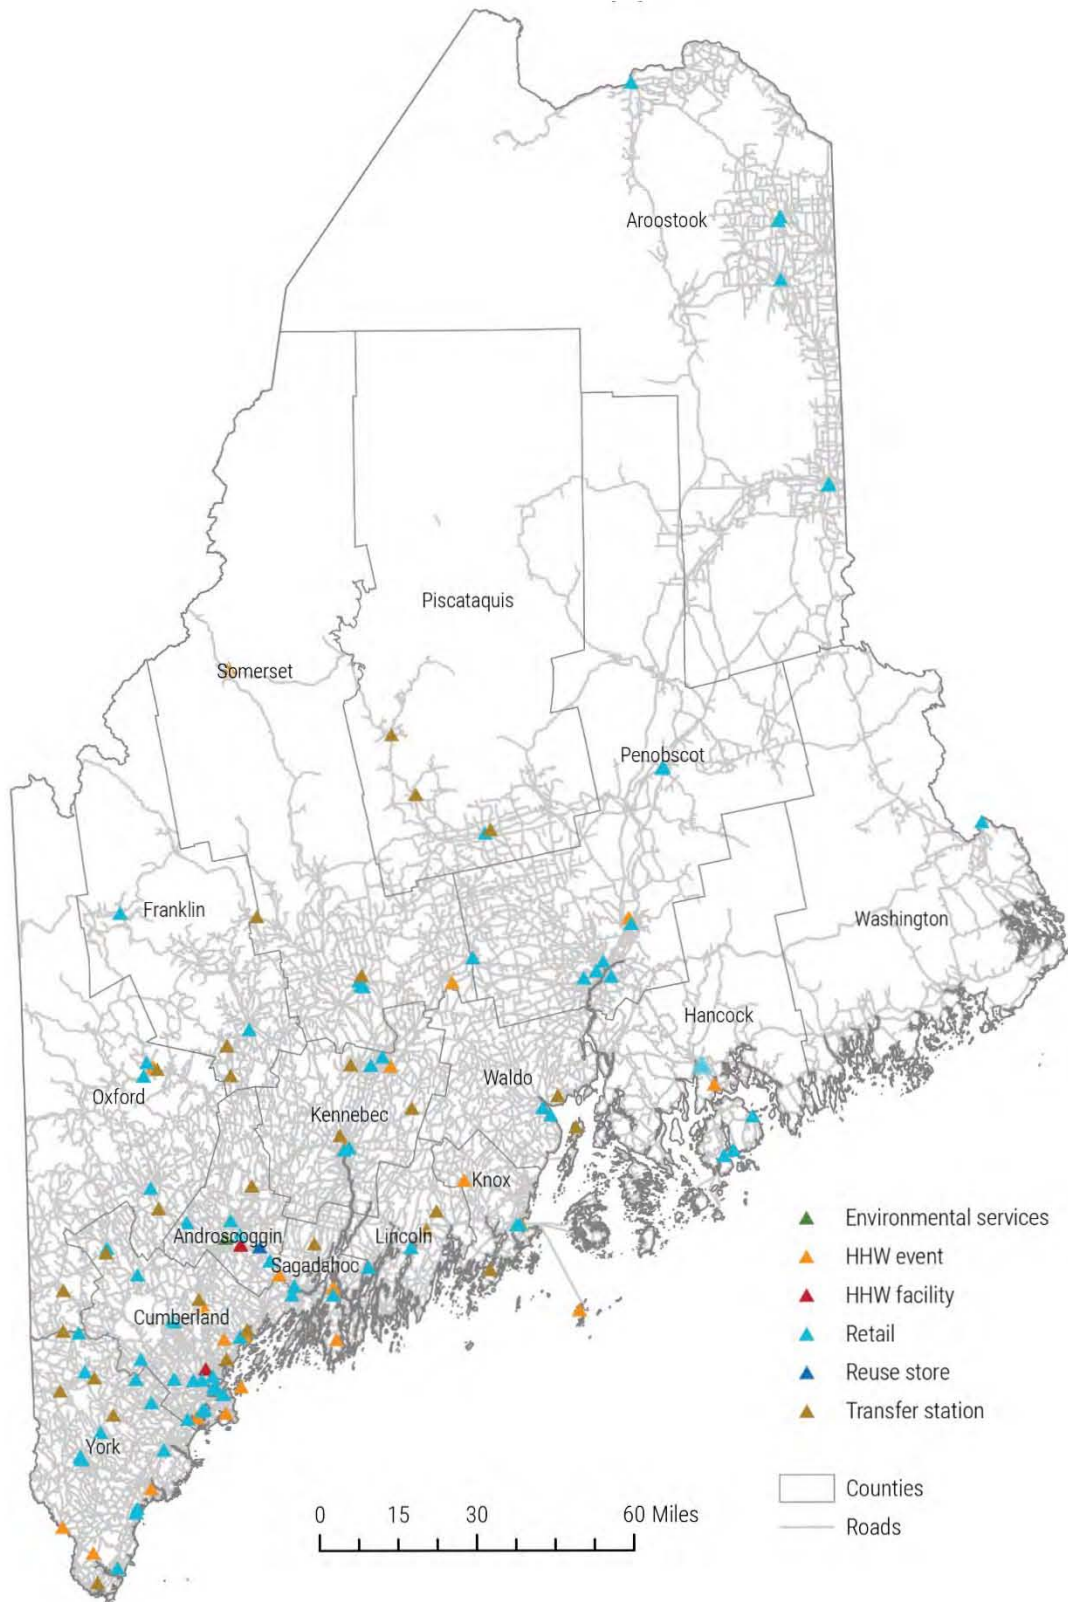 Aroostook
Piscataquis
Somerset
Penobscot
Franklin
Washington
Hancock
Oxford
Waldo
Kennebec
Knox
Androscoggin
Lincoln
Sagadahoc
Cumberland
York
Environmental services
HHW event
HHW facility
Retail
Reuse store
Transfer station
Counties
Roads
0 15 30 60 Miles